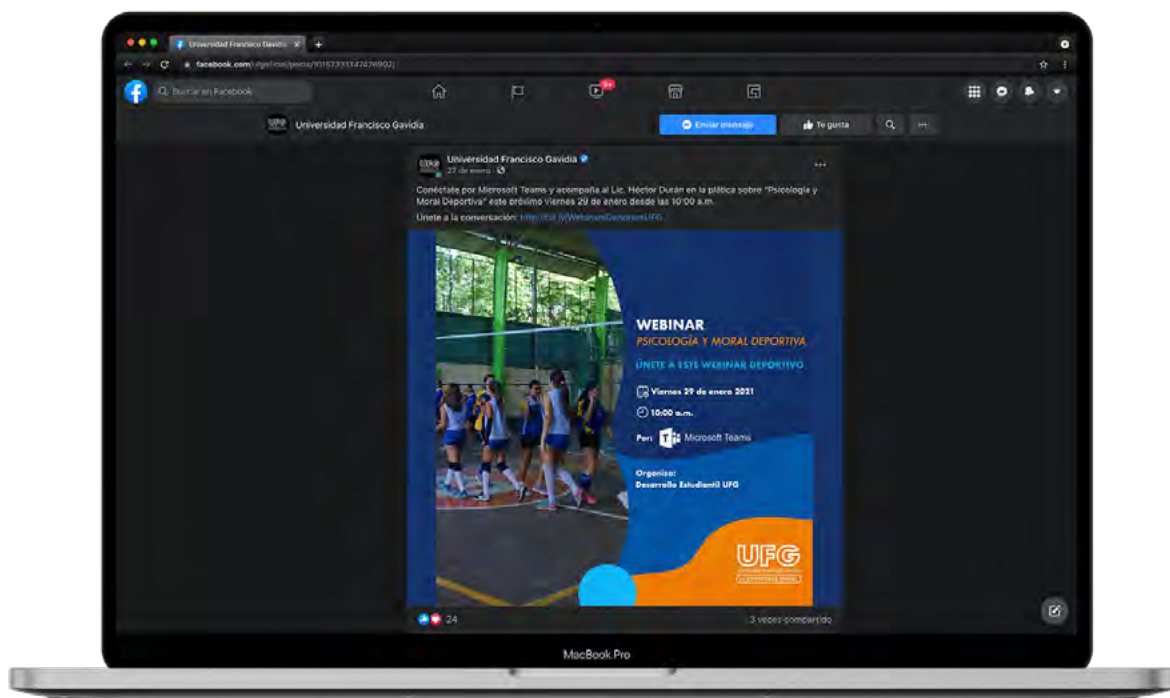 Universidad Francisco Gavidia
facebook.com
Buscar en Facebook
9+
Universidad Francisco Gavidia
Enviar mensaje
Te gusta
Universidad Francisco Gavidia
27 de enero
Conéctate por Microsoft Teams y acompaña al Lic. Héctor Durán en la plática sobre "Psicología y
Moral Deportiva" este próximo Viernes 29 de enero desde las 10:00 a.m.
Únete a la conversación:
WEBINAR
PSICOLOGÍA Y MORAL DEPORTIVA
ÚNETE A ESTE WEBINAR DEPORTIVO
Viernes 29 de enero 2021
10:00 a.m.
Por: Microsoft Teams
Organiza:
Desarrollo Estudiantil UFG
UFG
24
3 veces compartido
MacBook Pro